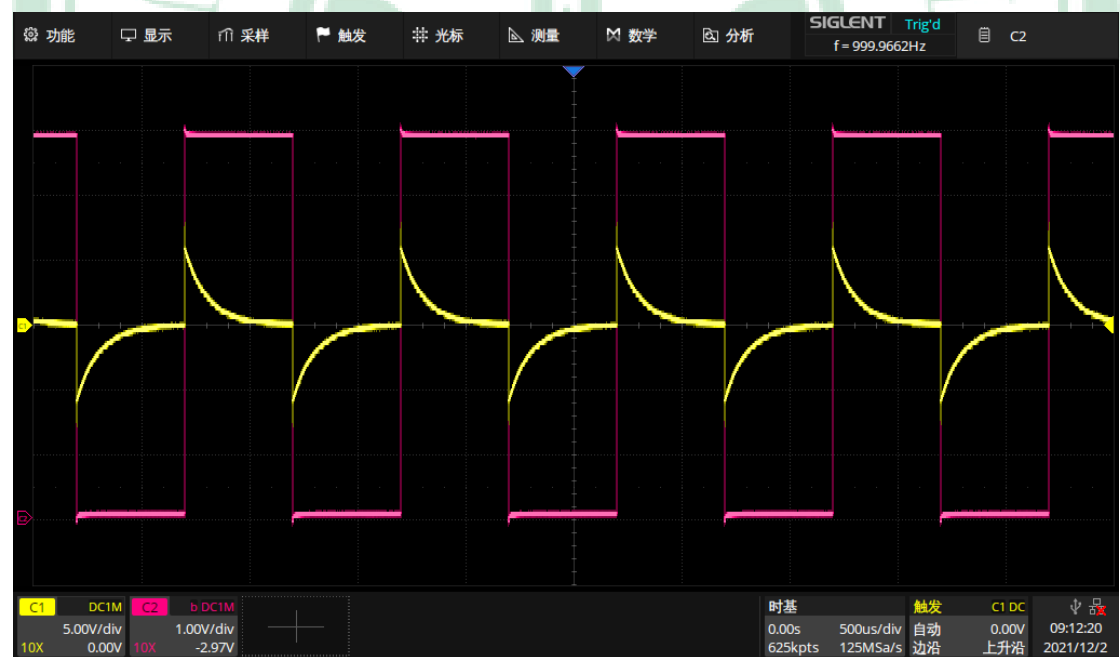 功能 显示 采样 触发 光标 测量 数学 分析 SIGLENT Trig'd C2
f = 999.9662Hz
C1
C2
C1 DC1M C2 b DC1M 时基 触发 C1 DC
5.00V/div 1.00V/div 0.00s 500us/div 自动 0.00V 09:12:20
10X 0.00V 10X -2.97V 625kpts 125MSa/s 边沿 上升沿 2021/12/2